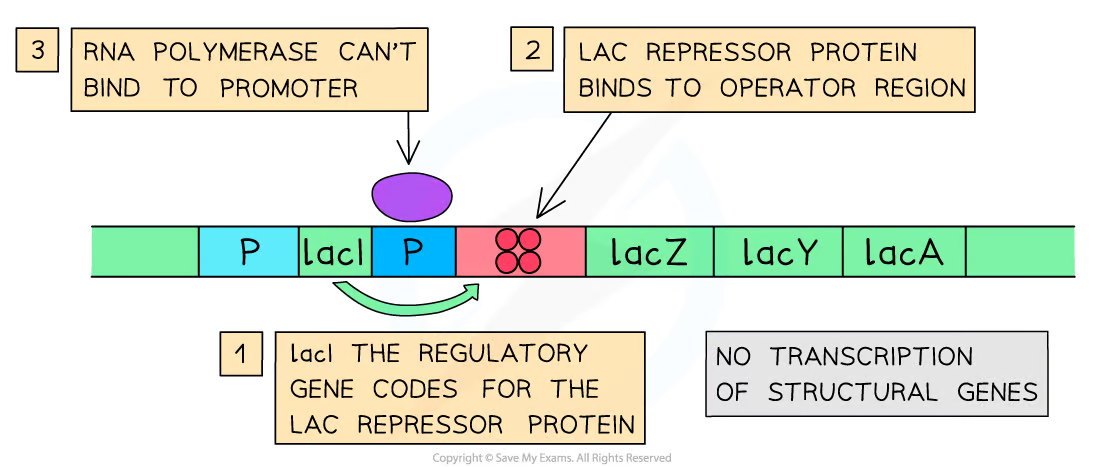 3
RNA POLYMERASE CAN'T
BIND TO PROMOTER
2
LAC REPRESSOR PROTEIN
BINDS TO OPERATOR REGION
P
lacI
P
lacZ
lacY
lacA
1
lacI THE REGULATORY
GENE CODES FOR THE
LAC REPRESSOR PROTEIN
NO TRANSCRIPTION
OF STRUCTURAL GENES
Copyright © Save My Exams. All Rights Reserved